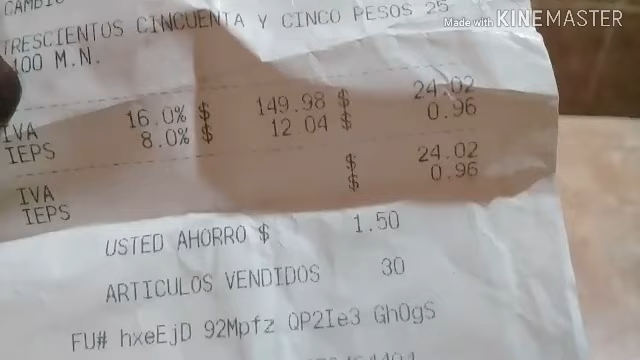 Made with KINEMASTER
CAMBIO
TRESCIENTOS CINCUENTA Y CINCO PESOS 25
100 M.N.
IVA 16.0% $ 149.98 $ 24.02
IEPS 8.0% $ 12.04 $ 0.96
IVA $ 24.02
IEPS $ 0.96
USTED AHORRO $ 1.50
ARTICULOS VENDIDOS 30
FU# hxeEjD 92Mpfz OP2Ie3 GhOgS